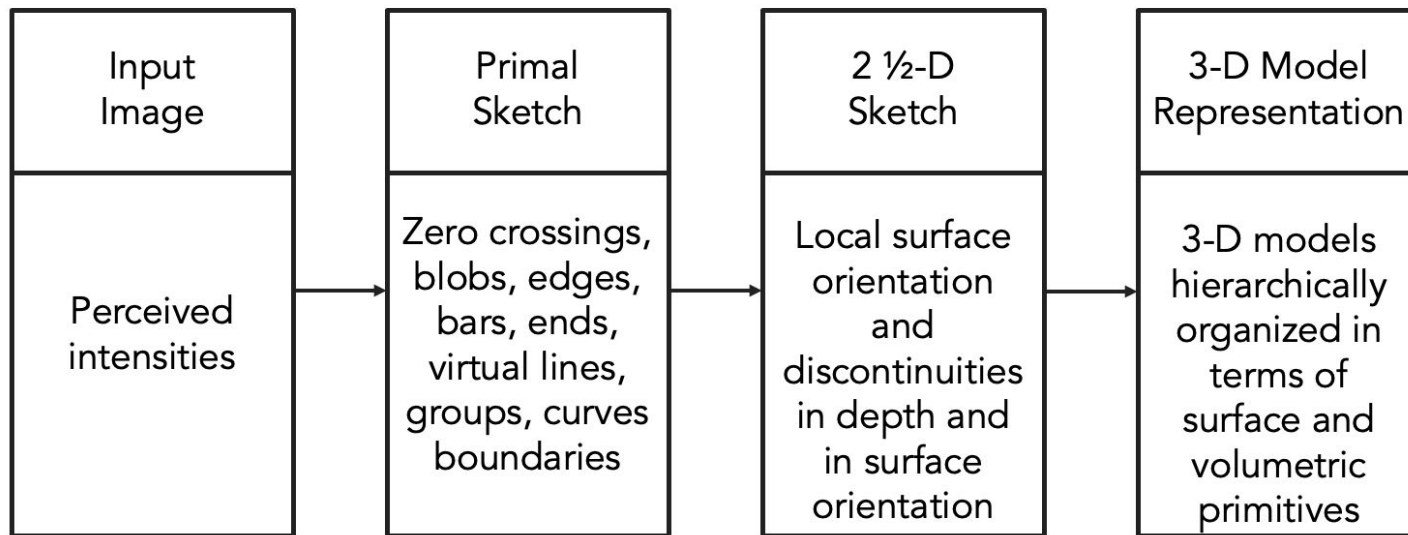 Input
Image
Perceived
intensities
Primal
Sketch
Zero crossings,
blobs, edges,
bars, ends,
virtual lines,
groups, curves
boundaries
2 ½-D
Sketch
Local surface
orientation
and
discontinuities
in depth and
in surface
orientation
3-D Model
Representation
3-D models
hierarchically
organized in
terms of
surface and
volumetric
primitives